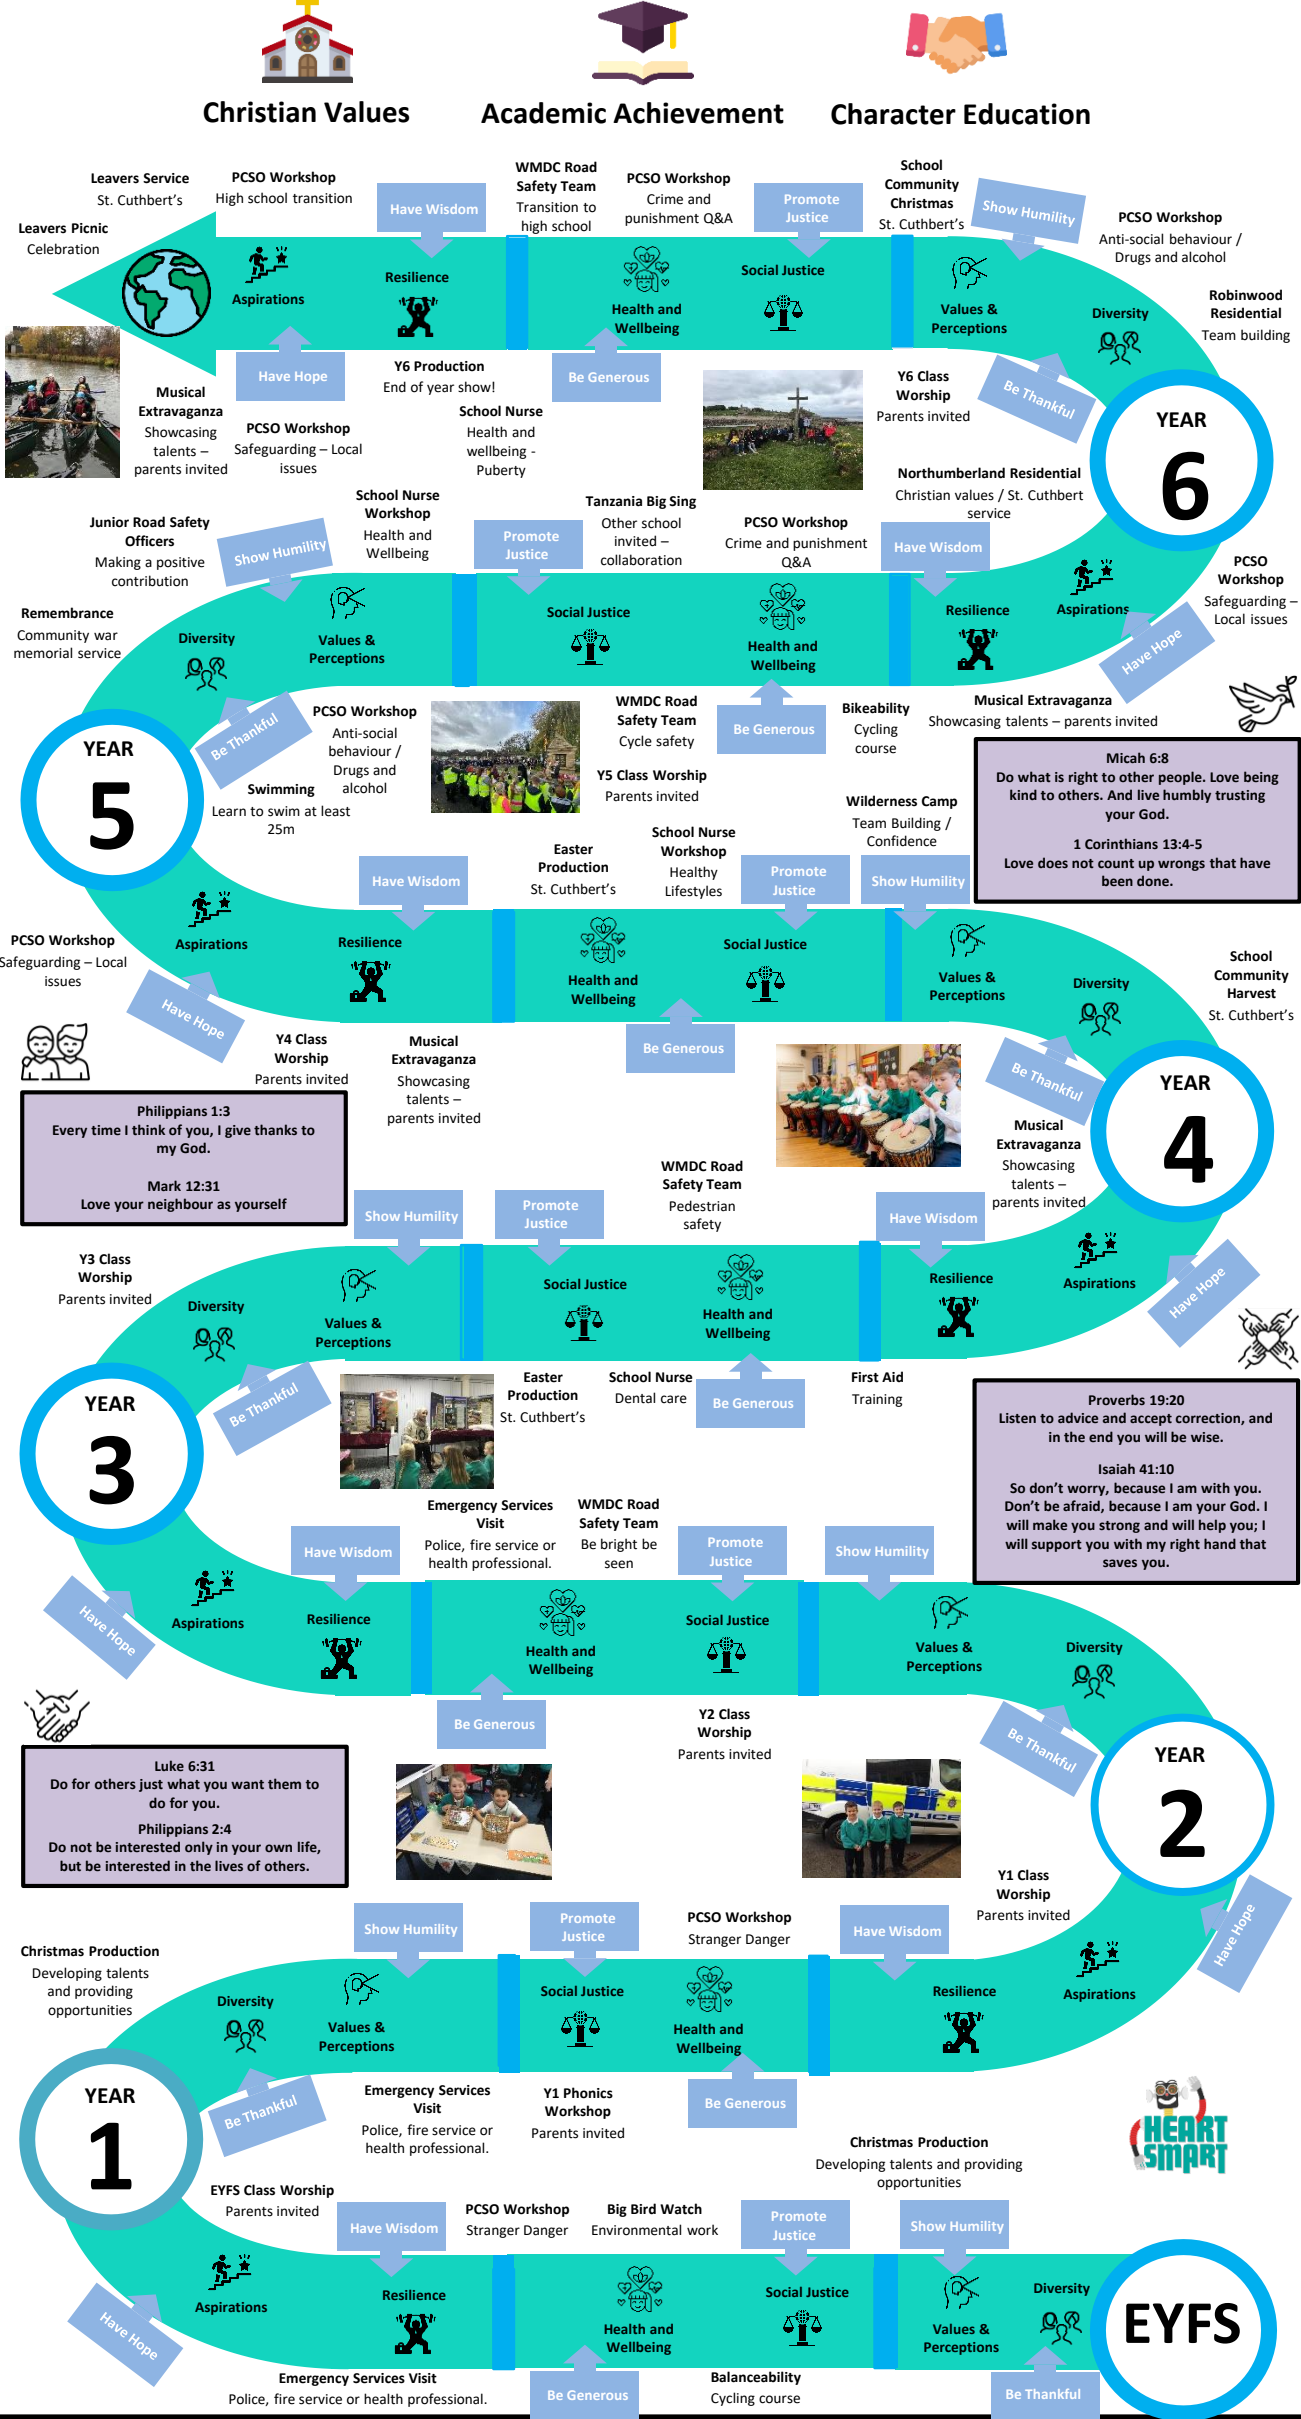 Christian Values
Academic Achievement
Character Education
Leavers Service
St. Cuthbert's
PCSO Workshop
High school transition
Have Wisdom
WMDC Road
Safety Team
Transition to
high school
PCSO Workshop
Crime and
punishment Q&A
Promote
Justice
School
Community
Christmas
St. Cuthbert's
Show Humility
PCSO Workshop
Anti-social behaviour /
Drugs and alcohol
Leavers Picnic
Celebration
Aspirations
Resilience
Health and
Wellbeing
Social Justice
Values &
Perceptions
Diversity
Robinwood
Residential
Team building
Have Hope
Y6 Production
End of year show!
Be Generous
Y6 Class
Worship
Parents invited
Be Thankful
YEAR
6
Musical
Extravaganza
Showcasing
talents –
parents invited
PCSO Workshop
Safeguarding – Local
issues
School Nurse
Health and
wellbeing -
Puberty
Northumberland Residential
Christian values / St. Cuthbert
service
Junior Road Safety
Officers
Making a positive
contribution
Show Humility
School Nurse
Workshop
Health and
Wellbeing
Promote
Justice
Tanzania Big Sing
Other school
invited –
collaboration
PCSO Workshop
Crime and punishment
Q&A
Have Wisdom
PCSO
Workshop
Safeguarding –
Local issues
Remembrance
Community war
memorial service
Diversity
Values &
Perceptions
Social Justice
Health and
Wellbeing
Resilience
Aspirations
Have Hope
YEAR
5
Be Thankful
PCSO Workshop
Anti-social
behaviour /
Drugs and
alcohol
Swimming
Learn to swim at least
25m
WMDC Road
Safety Team
Cycle safety
Y5 Class Worship
Parents invited
Be Generous
Bikeability
Cycling
course
Musical Extravaganza
Showcasing talents – parents invited
Micah 6:8
Do what is right to other people. Love being
kind to others. And live humbly trusting
your God.
1 Corinthians 13:4-5
Love does not count up wrongs that have
been done.
Have Wisdom
Easter
Production
St. Cuthbert's
School Nurse
Workshop
Healthy
Lifestyles
Promote
Justice
Wilderness Camp
Team Building /
Confidence
Show Humility
PCSO Workshop
Safeguarding – Local
issues
Aspirations
Resilience
Health and
Wellbeing
Social Justice
Values &
Perceptions
Diversity
School
Community
Harvest
St. Cuthbert's
Have Hope
Y4 Class
Worship
Parents invited
Musical
Extravaganza
Showcasing
talents –
parents invited
Be Generous
Be Thankful
YEAR
4
Philippians 1:3
Every time I think of you, I give thanks to
my God.
Mark 12:31
Love your neighbour as yourself
Musical
Extravaganza
Showcasing
talents –
parents invited
Show Humility
Promote
Justice
WMDC Road
Safety Team
Pedestrian
safety
Have Wisdom
Y3 Class
Worship
Parents invited
Diversity
Values &
Perceptions
Social Justice
Health and
Wellbeing
Resilience
Aspirations
Have Hope
YEAR
3
Be Thankful
Easter
Production
St. Cuthbert's
School Nurse
Dental care
Be Generous
First Aid
Training
Proverbs 19:20
Listen to advice and accept correction, and
in the end you will be wise.
Isaiah 41:10
So don't worry, because I am with you.
Don't be afraid, because I am your God. I
will make you strong and will help you; I
will support you with my right hand that
saves you.
Have Wisdom
Emergency Services
Visit
Police, fire service or
health professional.
WMDC Road
Safety Team
Be bright be
seen
Promote
Justice
Show Humility
Have Hope
Aspirations
Resilience
Health and
Wellbeing
Social Justice
Values &
Perceptions
Diversity
Be Generous
Y2 Class
Worship
Parents invited
Be Thankful
YEAR
2
Luke 6:31
Do for others just what you want them to
do for you.
Philippians 2:4
Do not be interested only in your own life,
but be interested in the lives of others.
POLICE
Y1 Class
Worship
Parents invited
Have Hope
Christmas Production
Developing talents
and providing
opportunities
Show Humility
Promote
Justice
PCSO Workshop
Stranger Danger
Have Wisdom
Diversity
Values &
Perceptions
Social Justice
Health and
Wellbeing
Resilience
Aspirations
YEAR
1
Be Thankful
Emergency Services
Visit
Police, fire service or
health professional.
Y1 Phonics
Workshop
Parents invited
Be Generous
Christmas Production
Developing talents and providing
opportunities
HEART
SMART
EYFS Class Worship
Parents invited
Have Wisdom
PCSO Workshop
Stranger Danger
Big Bird Watch
Environmental work
Promote
Justice
Show Humility
Have Hope
Aspirations
Resilience
Health and
Wellbeing
Social Justice
Values &
Perceptions
Diversity
EYFS
Emergency Services Visit
Police, fire service or health professional.
Be Generous
Balanceability
Cycling course
Be Thankful